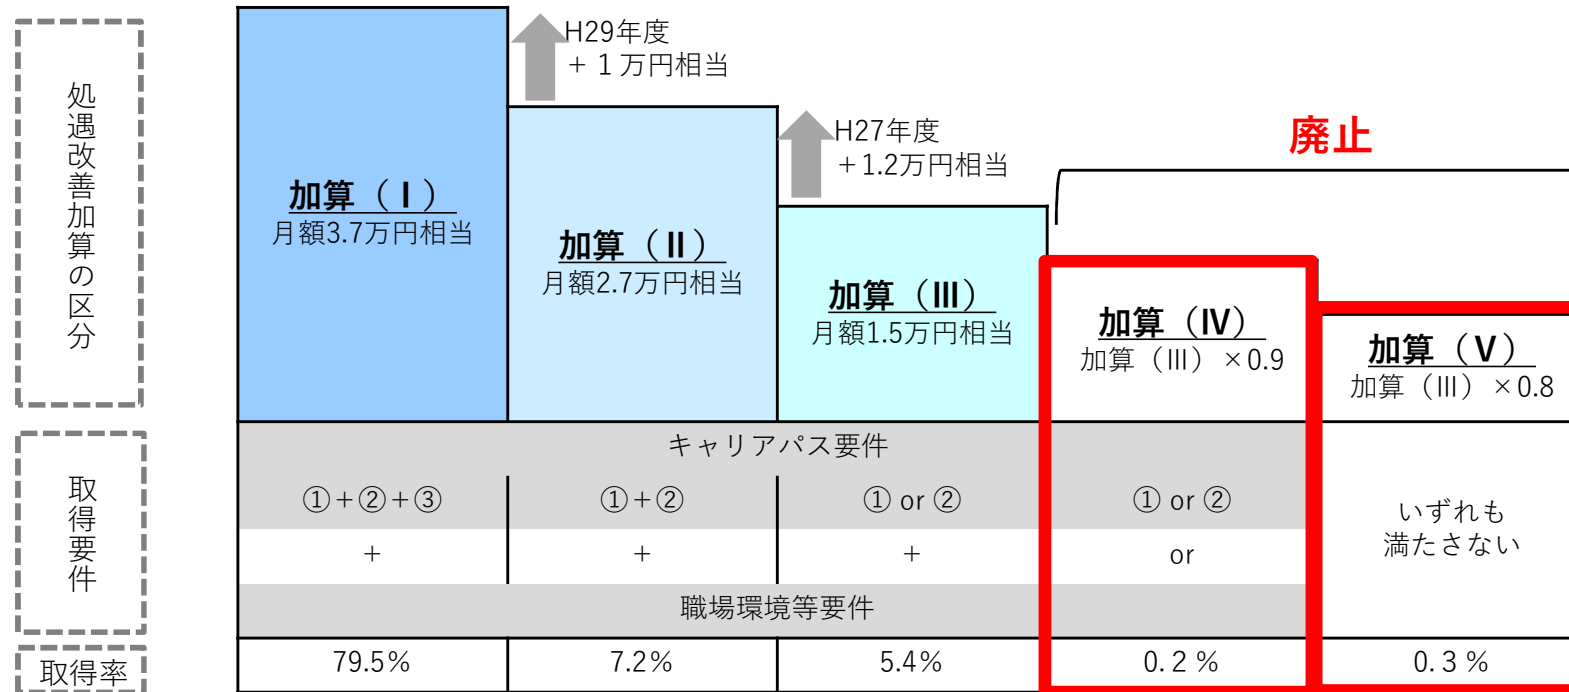 処遇改善加算の区分
H29年度
+１万円相当
H27年度
+1.2万円相当
廃止
加算（Ⅰ）
月額3.7万円相当
加算（Ⅱ）
月額2.7万円相当
加算（Ⅲ）
月額1.5万円相当
加算（Ⅳ）
加算（Ⅲ）×0.9
加算（Ⅴ）
加算（Ⅲ）×0.8
取得要件
キャリアパス要件
①+②+③
①+②
① or ②
① or ②
いずれも
満たさない
+
+
+
or
職場環境等要件
取得率
79.5%
7.2%
5.4%
0.2 %
0.3 %